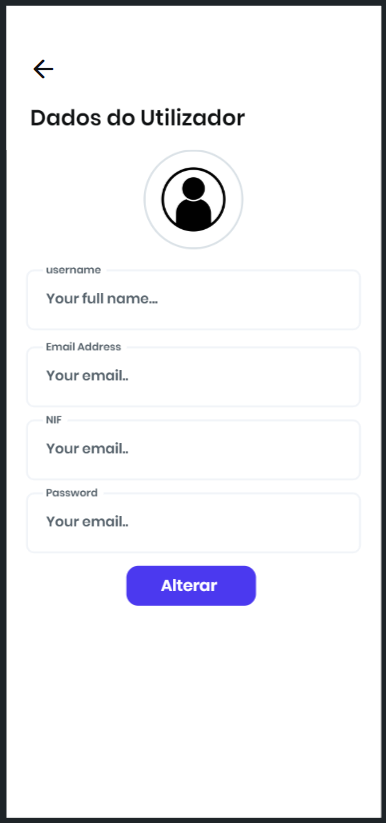 Dados do Utilizador
username
Your full name...
Email Address
Your email..
NIF
Your email..
Password
Your email..
Alterar